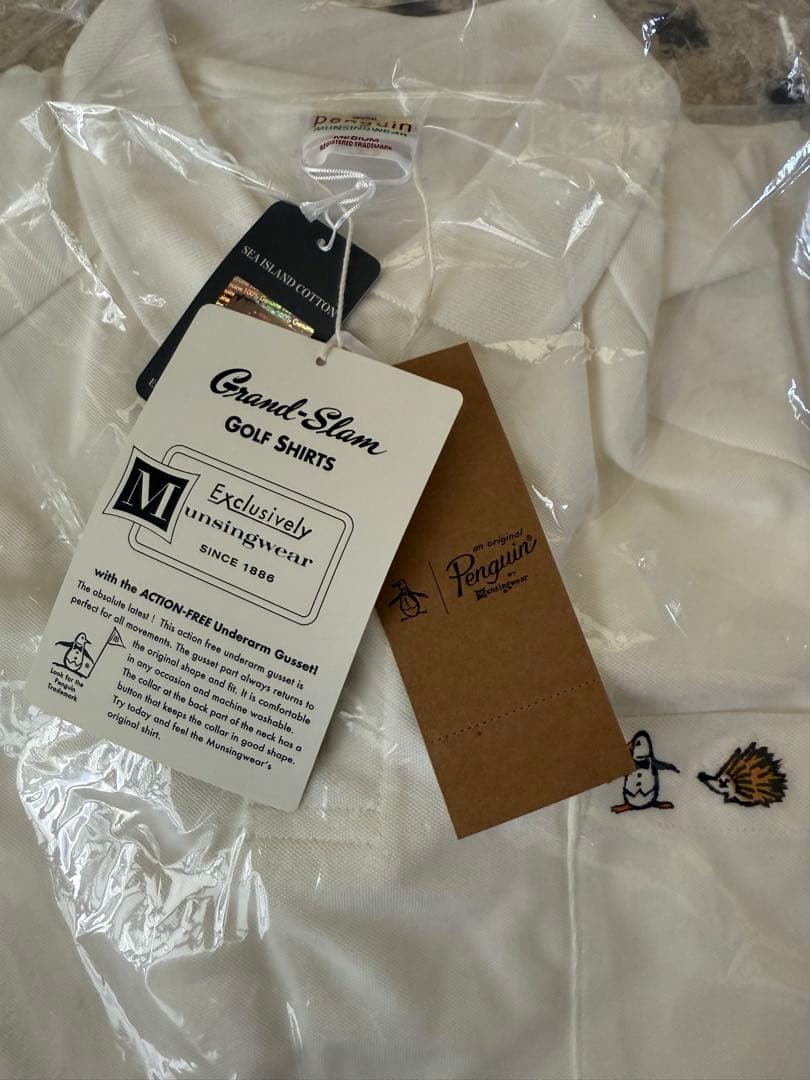 Penguin
MUNSINGWEAR
MEDIUM
REGISTERED TRADEMARK
SEA ISLAND COTTON
100% Genuine
Grand-Slam
GOLF SHIRTS
M
Exclusively
unsingwear
SINCE 1886
with the ACTION-FREE Underarm Gusset!
The absolute latest! This action free underarm gusset is
perfect for all movements. The gusset part always returns to
the original shape and fit. It is comfortable
in any occasion and machine washable.
The collar at the back part of the neck has a
button that keeps the collar in good shape.
Try today and feel the Munsingwear's
original shirt.
Look for the
Penguin
Trademark
an original
Penguin®
BY
Munsingwear